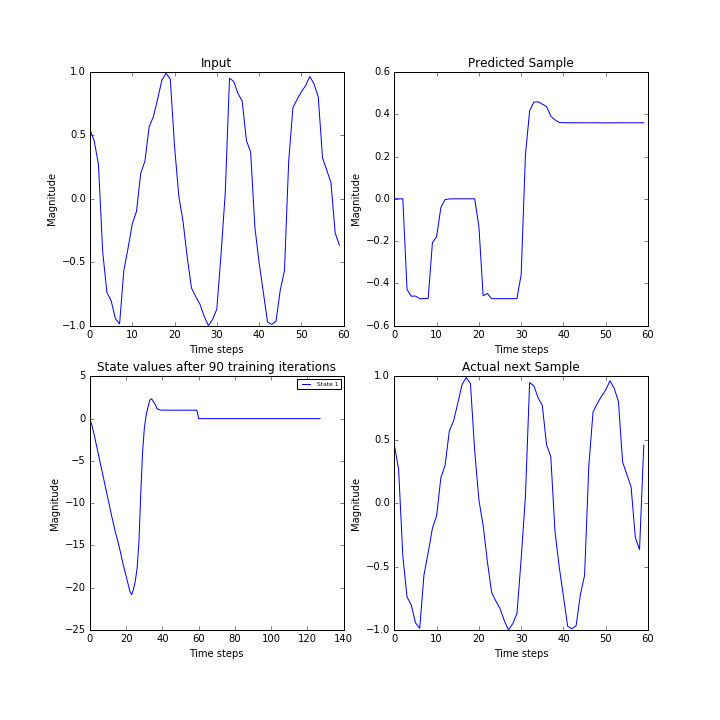 Input
1.0
0.5
0.0
−0.5
−1.0
Magnitude
0 10 20 30 40 50 60
Time steps
Predicted Sample
0.6
0.4
0.2
0.0
−0.2
−0.4
−0.6
Magnitude
0 10 20 30 40 50 60
Time steps
State values after 90 training iterations
5
0
−5
−10
−15
−20
−25
Magnitude
State 1
0 20 40 60 80 100 120 140
Time steps
Actual next Sample
1.0
0.5
0.0
−0.5
−1.0
Magnitude
0 10 20 30 40 50 60
Time steps